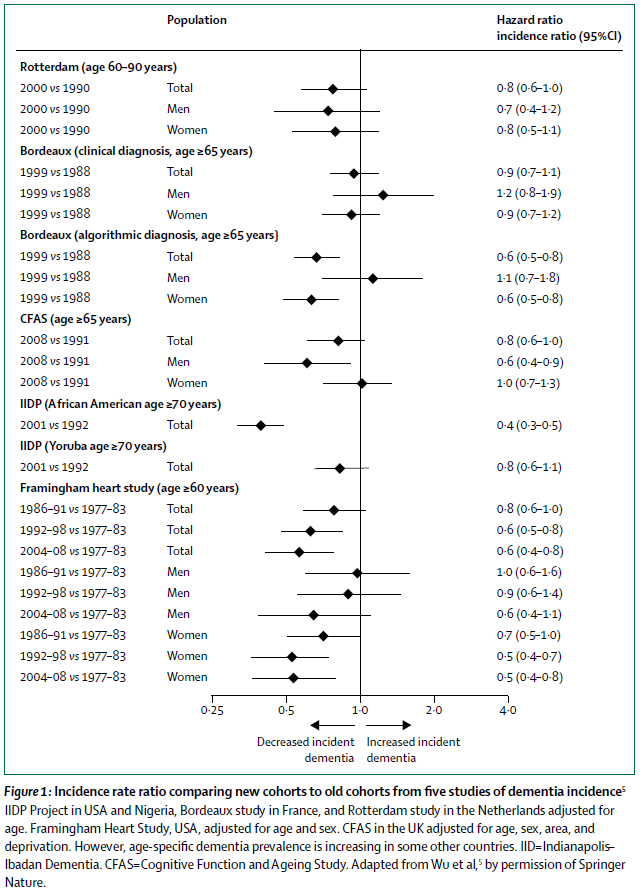 Population Hazard ratio
incidence ratio (95%CI)
Rotterdam (age 60–90 years)
2000 vs 1990 Total 0·8 (0·6–1·0)
2000 vs 1990 Men 0·7 (0·4–1·2)
2000 vs 1990 Women 0·8 (0·5–1·1)
Bordeaux (clinical diagnosis, age ≥65 years)
1999 vs 1988 Total 0·9 (0·7–1·1)
1999 vs 1988 Men 1·2 (0·8–1·9)
1999 vs 1988 Women 0·9 (0·7–1·2)
Bordeaux (algorithmic diagnosis, age ≥65 years}
1999 vs 1988 Total 0·6 (0·5–0·8)
1999 vs 1988 Men 1·1 (0·7–1·8)
1999 vs 1988 Women 0·6 (0·5–0·8)
CFAS (age ≥65 years)
2008 vs 1991 Total 0·8 (0·6–1·0)
2008 vs 1991 Men 0·6 (0·4–0·9)
2008 vs 1991 Women 1·0 (0·7–1·3)
IIDP (African American age ≥70 years)
2001 vs 1992 Total 0·4 (0·3–0·5)
IIDP (Yoruba age ≥70 years)
2001 vs 1992 Total 0·8 (0·6–1·1)
Framingham heart study (age ≥60 years)
1986–91 vs 1977–83 Total 0·8 (0·6–1·0)
1992–98 vs 1977–83 Total 0·6 (0·5–0·8)
2004–08 vs 1977–83 Total 0·6 (0·4–0·8)
1986–91 vs 1977–83 Men 1·0 (0·6–1·6)
1992–98 vs 1977–83 Men 0·9 (0·6–1·4)
2004–08 vs 1977–83 Men 0·6 (0·4–1·1)
1986–91 vs 1977–83 Women 0·7 (0·5–1·0)
1992–98 vs 1977–83 Women 0·5 (0·4–0·7)
2004–08 vs 1977–83 Women 0·5 (0·4–0·8)
0·25 0·5 1·0 2·0 4·0
Decreased incident Increased incident
dementia dementia
Figure 1: Incidence rate ratio comparing new cohorts to old cohorts from five studies of dementia incidence⁵
IIDP Project in USA and Nigeria, Bordeaux study in France, and Rotterdam study in the Netherlands adjusted for
age. Framingham Heart Study, USA, adjusted for age and sex. CFAS in the UK adjusted for age, sex, area, and
deprivation. However, age-specific dementia prevalence is increasing in some other countries. IID=Indianapolis–
Ibadan Dementia. CFAS=Cognitive Function and Ageing Study. Adapted from Wu et al,⁵ by permission of Springer
Nature.